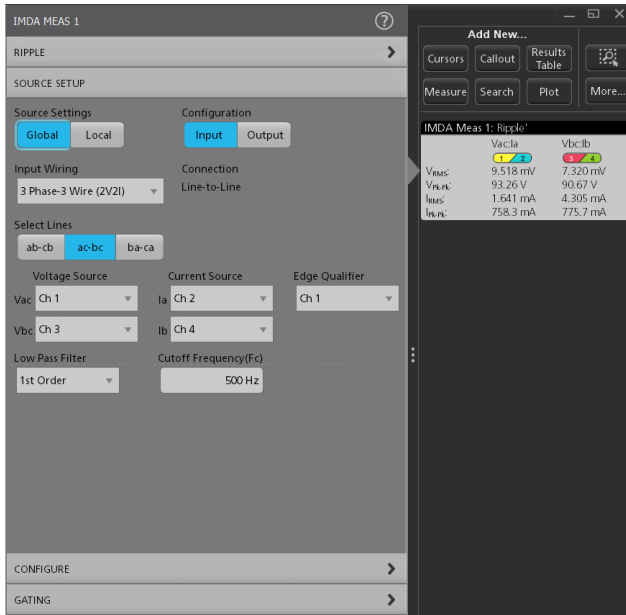 IMDA MEAS 1
?
RIPPLE
SOURCE SETUP
Source Settings
Configuration
Global
Local
Input
Output
Input Wiring
Connection
3 Phase-3 Wire (2V2I)
Line-to-Line
Select Lines
ab-cb
ac-bc
ba-ca
Voltage Source
Current Source
Edge Qualifier
Vac Ch 1
Ia Ch 2
Ch 1
Vbc Ch 3
Ib Ch 4
Low Pass Filter
Cutoff Frequency(Fc)
1st Order
500 Hz
CONFIGURE
GATING
Add New...
Cursors
Callout
Results Table
Measure
Search
Plot
More...
IMDA Meas 1: Ripple'
Vac:Ia Vbc:Ib
1 2 3 4
VRMS: 9.518 mV 7.320 mV
VPk-Pk: 93.26 V 90.67 V
IRMS: 1.641 mA 4.305 mA
IPk-Pk: 758.3 mA 775.7 mA